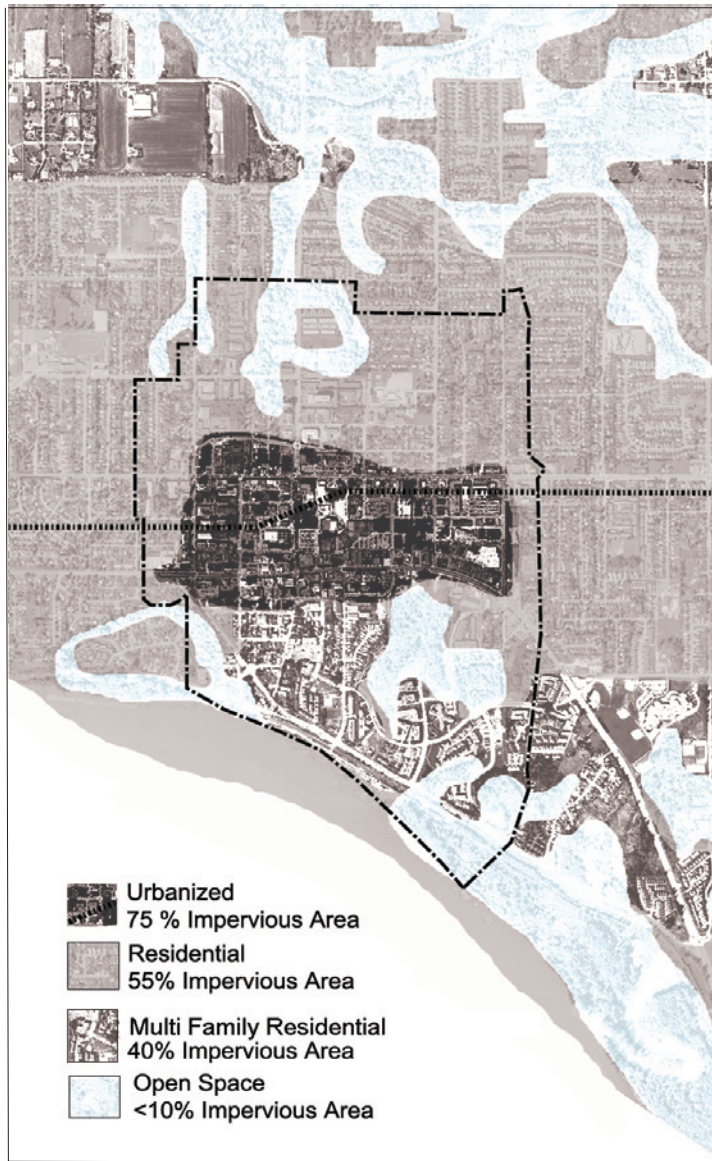 Urbanized
75 % Impervious Area
Residential
55% Impervious Area
Multi Family Residential
40% Impervious Area
Open Space
<10% Impervious Area